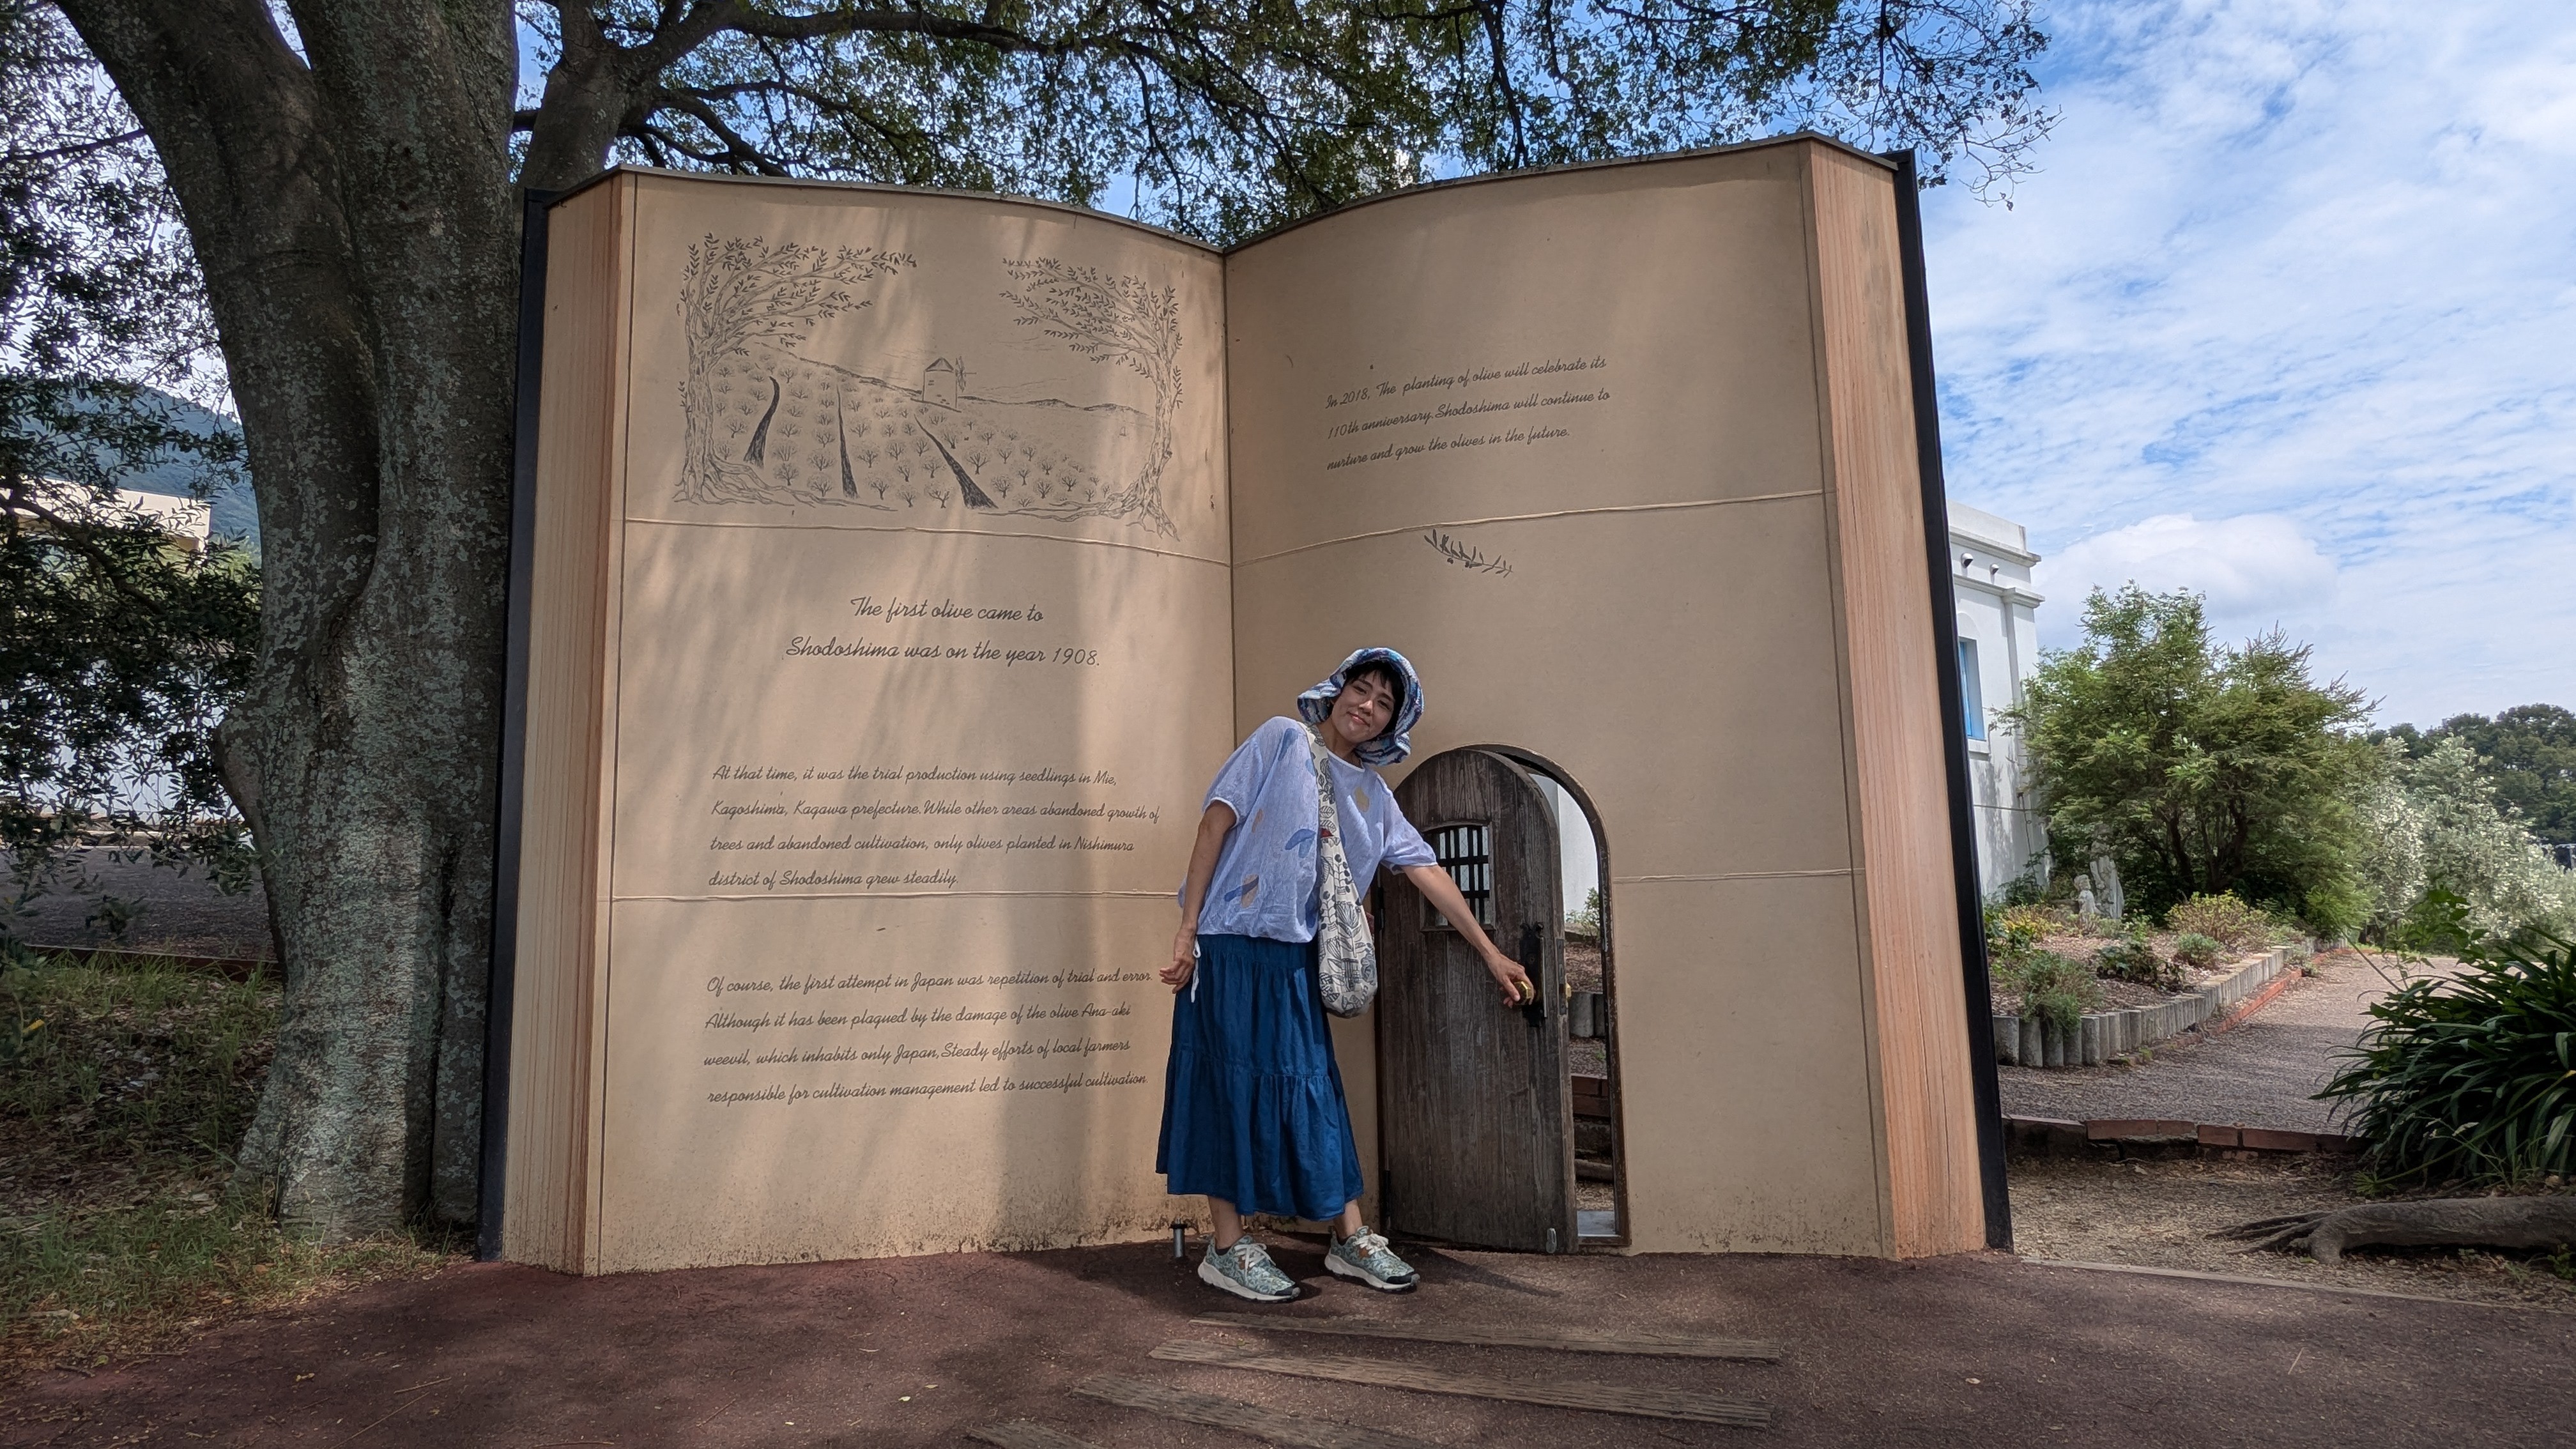 The first olive came to
Shodoshima was on the year 1908.
At that time, it was the trial production using seedlings in Mie,
Kagoshima, Kagawa prefecture. While other areas abandoned growth of
trees and abandoned cultivation, only olives planted in Nishimura
district of Shodoshima grew steadily.
Of course, the first attempt in Japan was repetition of trial and error.
Although it has been plagued by the damage of the olive Ana-aki
weevil, which inhabits only Japan, Steady efforts of local farmers
responsible for cultivation management led to successful cultivation.
In 2018, The planting of olive will celebrate its
110th anniversary. Shodoshima will continue to
nurture and grow the olives in the future.